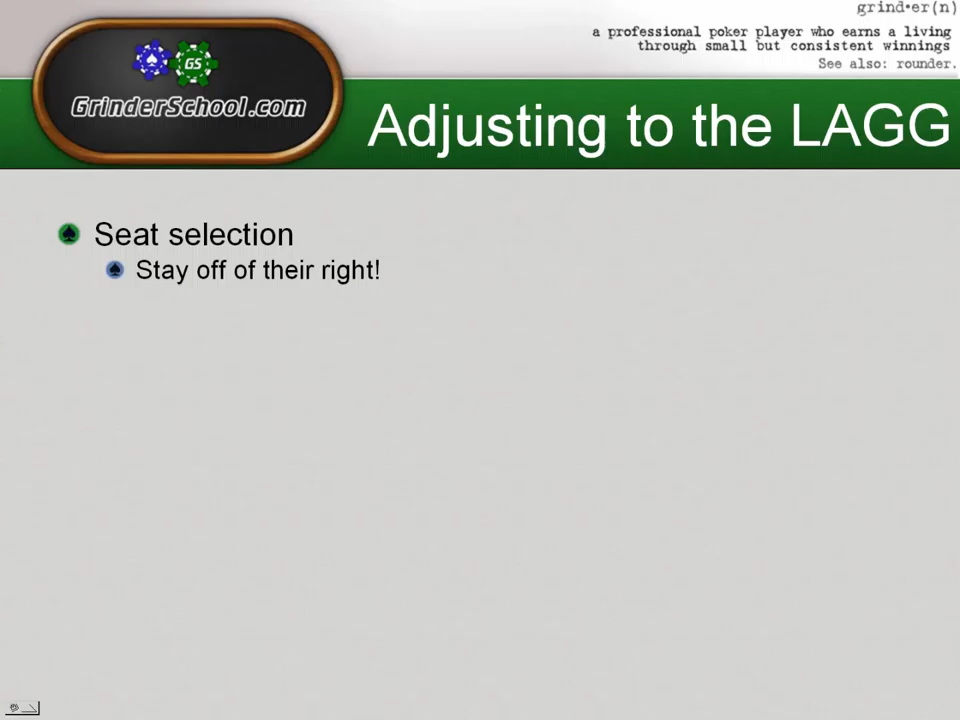 grind•er(n)
a professional poker player who earns a living
through small but consistent winnings
See also: rounder.
GS
GrinderSchool.com
Adjusting to the LAGG
Seat selection
Stay off of their right!